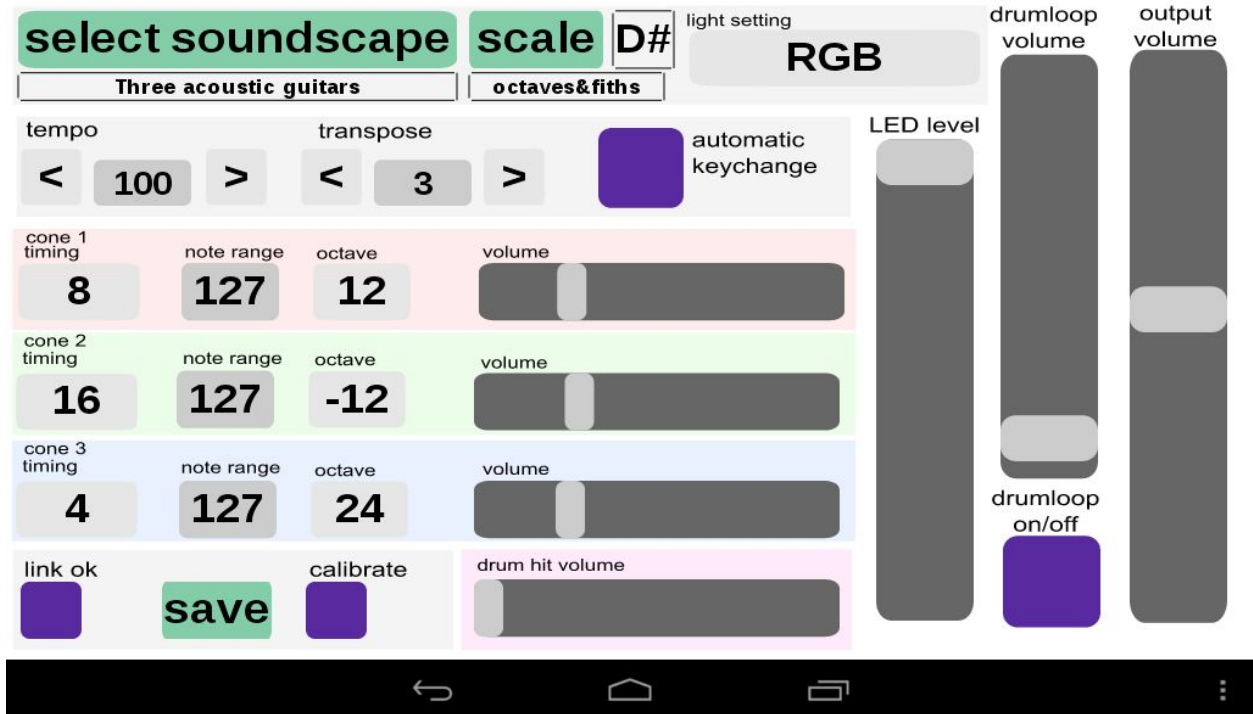 select soundscape
scale
D#
light setting
RGB
Three acoustic guitars
octaves&fiths
drumloop
volume
output
volume
tempo
< 100 >
transpose
< 3 >
automatic
keychange
LED level
cone 1
timing
note range
octave
volume
8
127
12
cone 2
timing
note range
octave
volume
16
127
-12
cone 3
timing
note range
octave
volume
4
127
24
drumloop
on/off
link ok
save
calibrate
drum hit volume